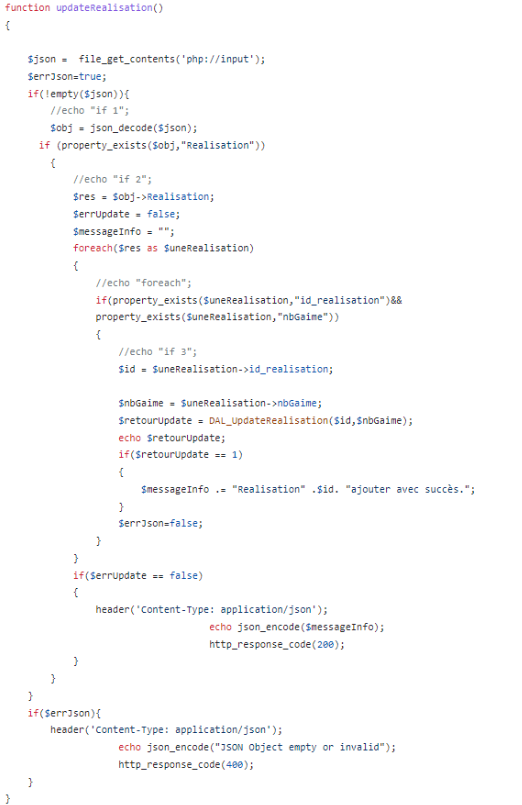 function updateRealisation()
{
$json =  file_get_contents('php://input');
$errJson=true;
if(!empty($json)){
//echo "if 1";
$obj = json_decode($json);
if (property_exists($obj,"Realisation"))
{
//echo "if 2";
$res = $obj->Realisation;
$errUpdate = false;
$messageInfo = "";
foreach($res as $uneRealisation)
{
//echo "foreach";
if(property_exists($uneRealisation,"id_realisation")&&
property_exists($uneRealisation,"nbGaime"))
{
//echo "if 3";
$id = $uneRealisation->id_realisation;
$nbGaime = $uneRealisation->nbGaime;
$retourUpdate = DAL_UpdateRealisation($id,$nbGaime);
echo $retourUpdate;
if($retourUpdate == 1)
{
$messageInfo .= "Realisation" .$id. "ajouter avec succès.";
}
$errJson=false;
}
}
if($errUpdate == false)
{
header('Content-Type: application/json');
echo json_encode($messageInfo);
http_response_code(200);
}
}
}
if($errJson){
header('Content-Type: application/json');
echo json_encode("JSON Object empty or invalid");
http_response_code(400);
}
}